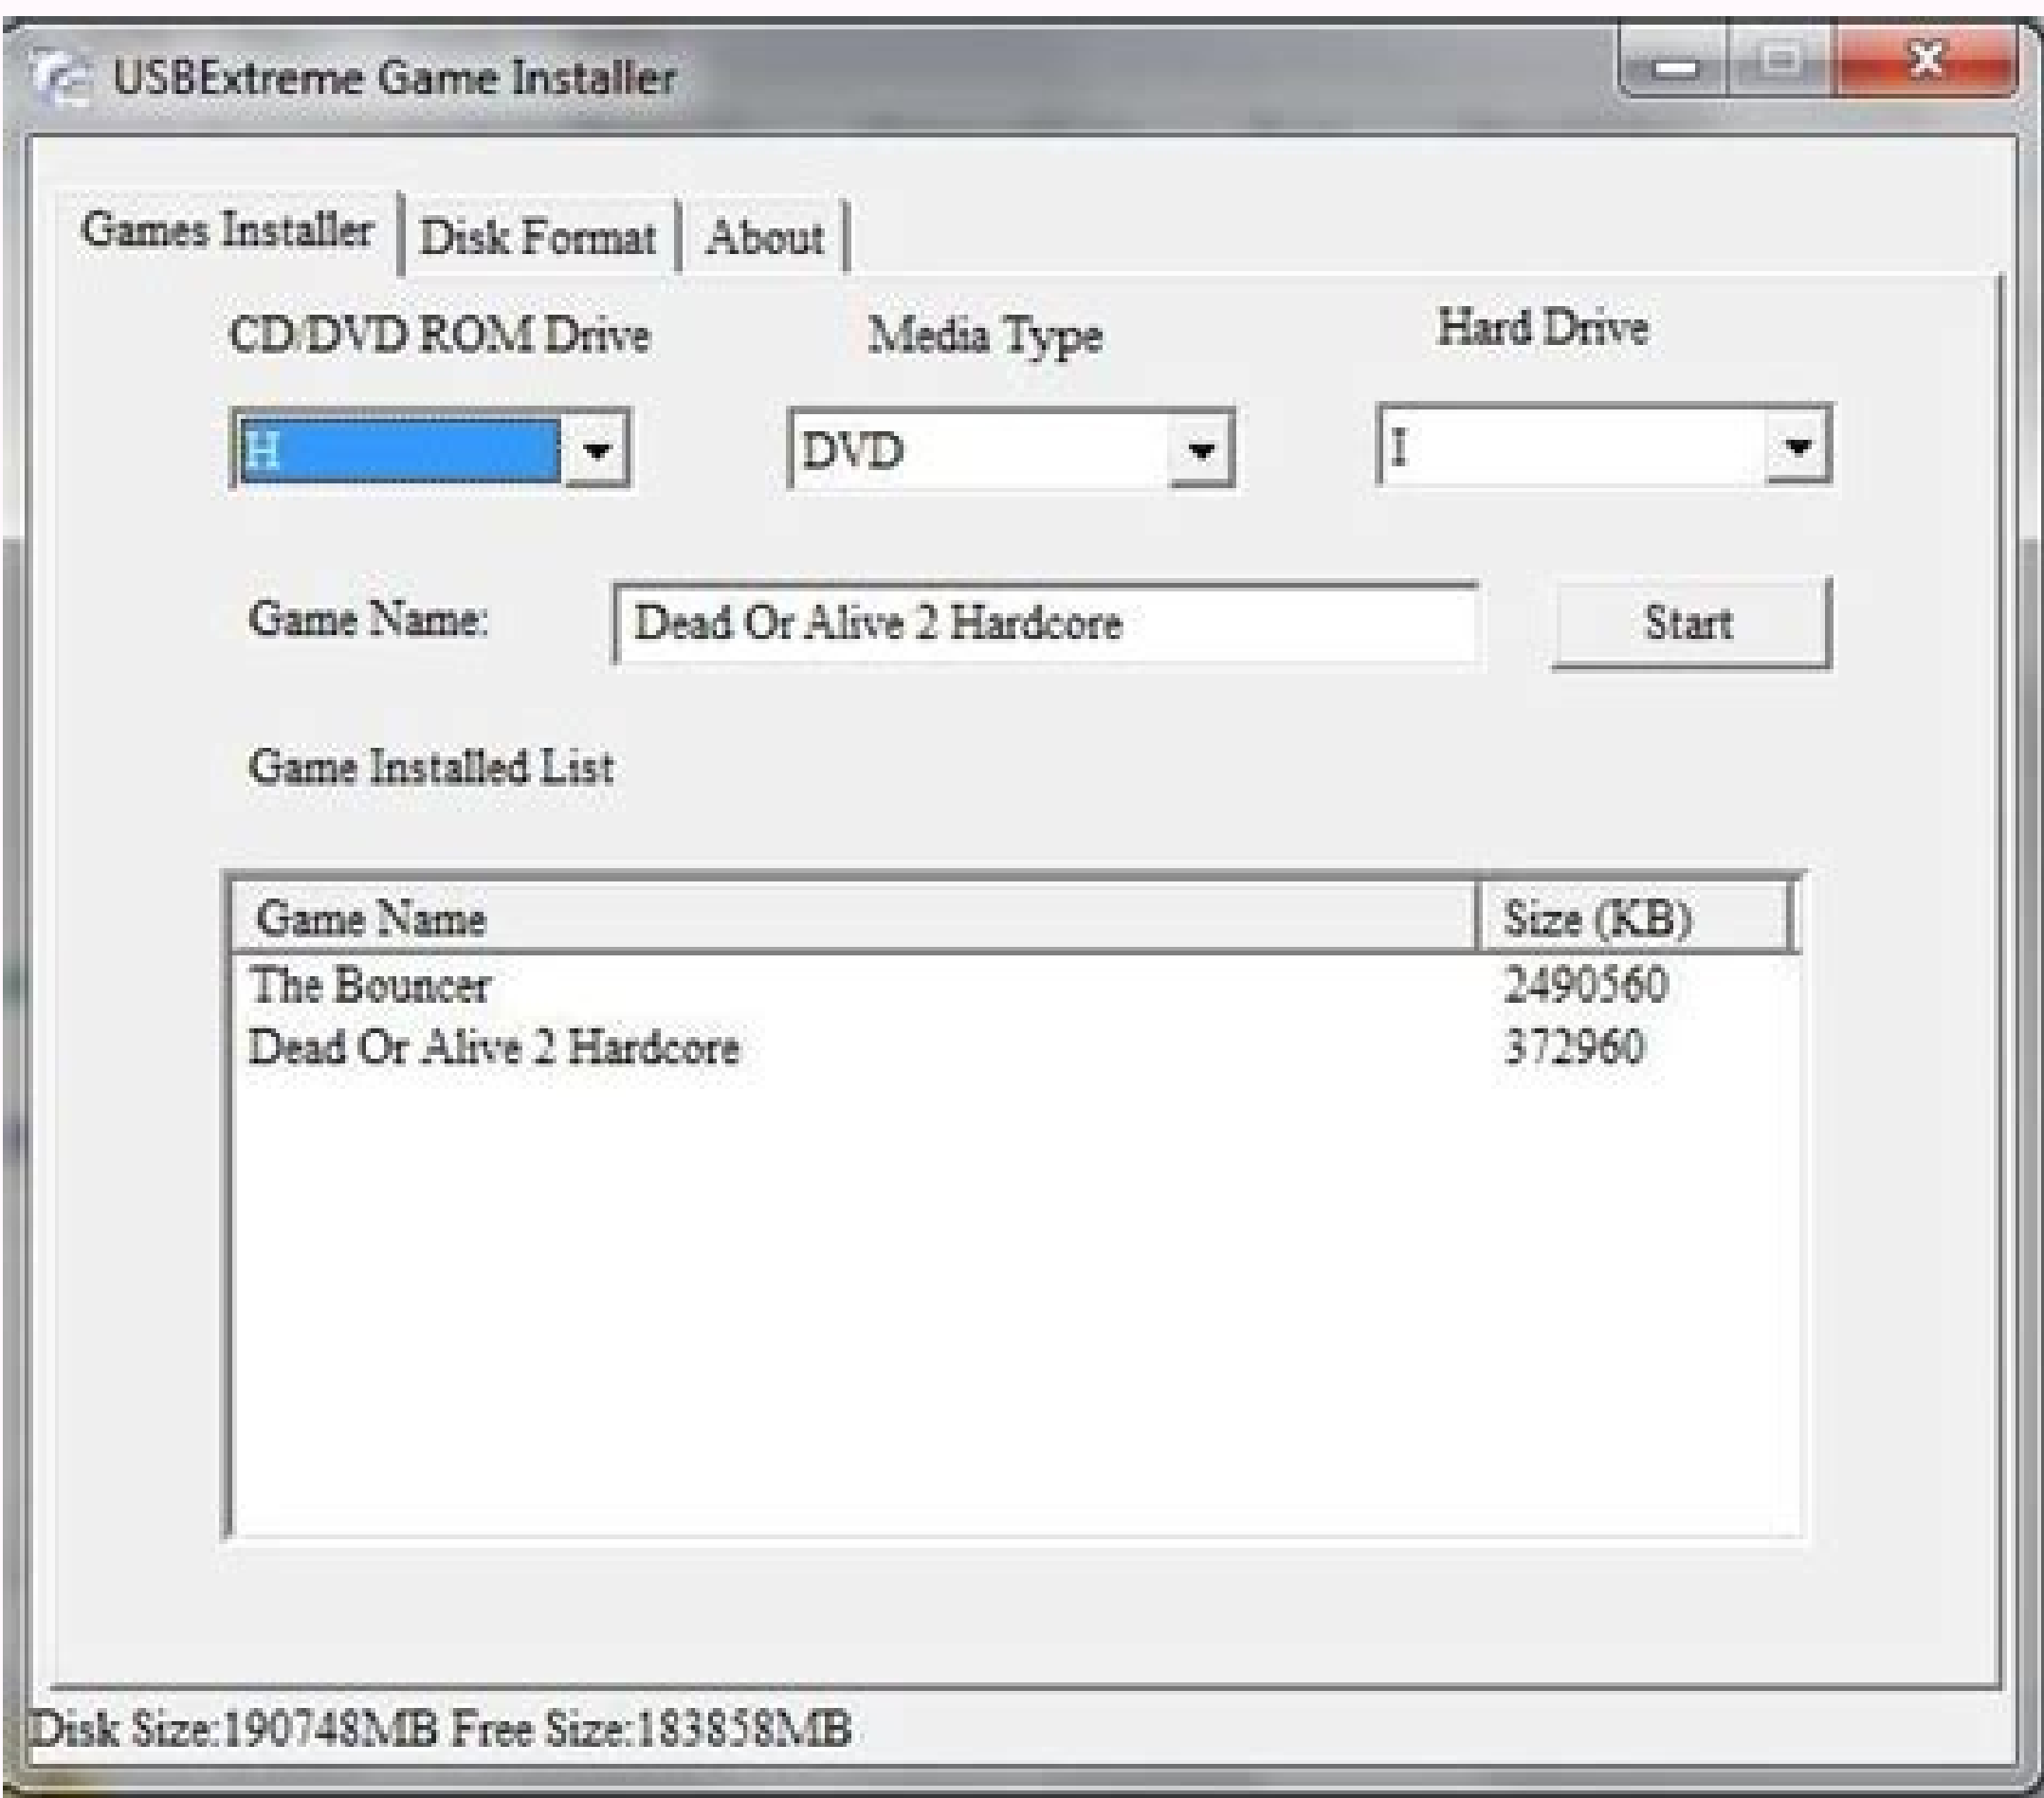 USBExtreme Game Installer
Games Installer Disk Format About
CD/DVD ROM Drive Media Type Hard Drive
H DVD I
Game Name: Dead Or Alive 2 Hardcore Start
Game Installed List
Game Name Size (KB)
The Bouncer 2490560
Dead Or Alive 2 Hardcore 372960
Disk Size:190748MB Free Size:183858MB